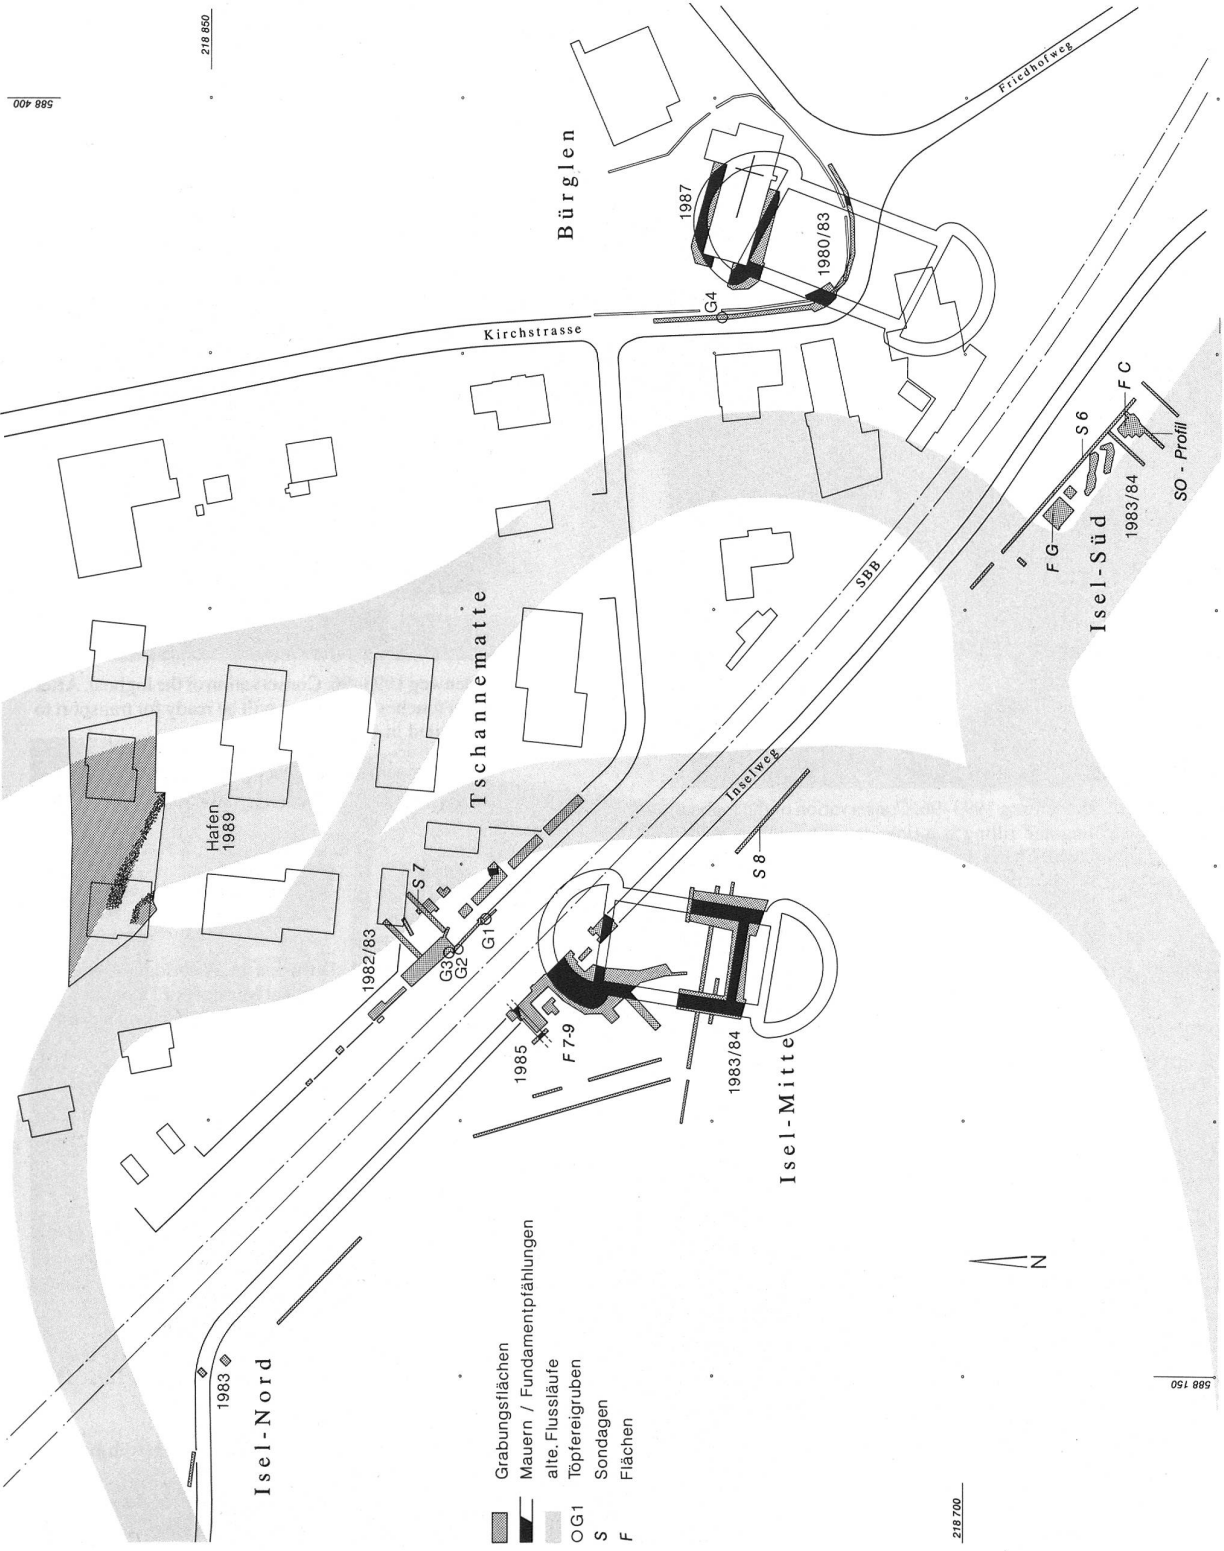 218 850
588 400
Bürglen
1987
1980/83
G4
Friedhofweg
Kirchstrasse
Tschannematte
Hafen
1989
1982/83
S 7
G3
G2
G1
SBB
Inselweg
S 8
F C
S 6
F G
1983/84
SO - Profil
Isel-Süd
1985
F 7-9
1983/84
Isel-Mitte
N
1983
Isel-Nord
Grabungsflächen
Mauern / Fundamentpfählungen
alte. Flussläufe
G1 Töpfereigruben
S Sondagen
F Flächen
588 150
218 700